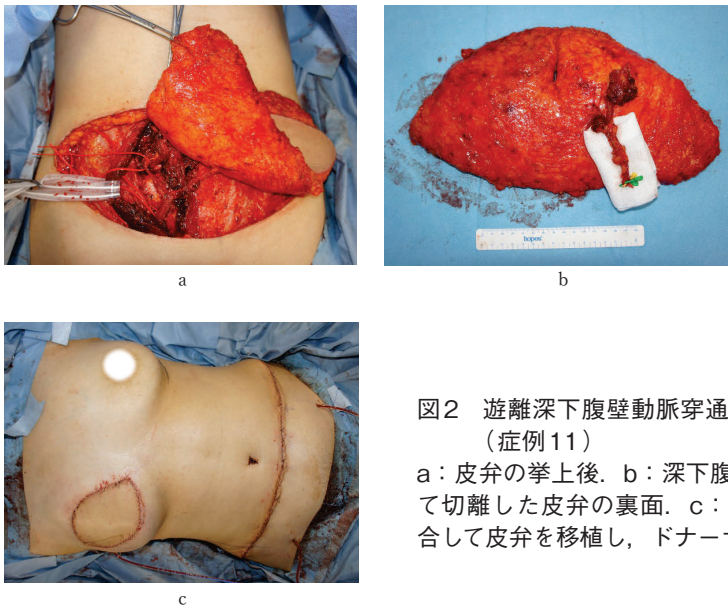 a
hopes
b
c
図2 遊離深下腹壁動脈穿通
（症例11）
a：皮弁の挙上後．b：深下腹
て切離した皮弁の裏面．c：
合して皮弁を移植し，ドナー